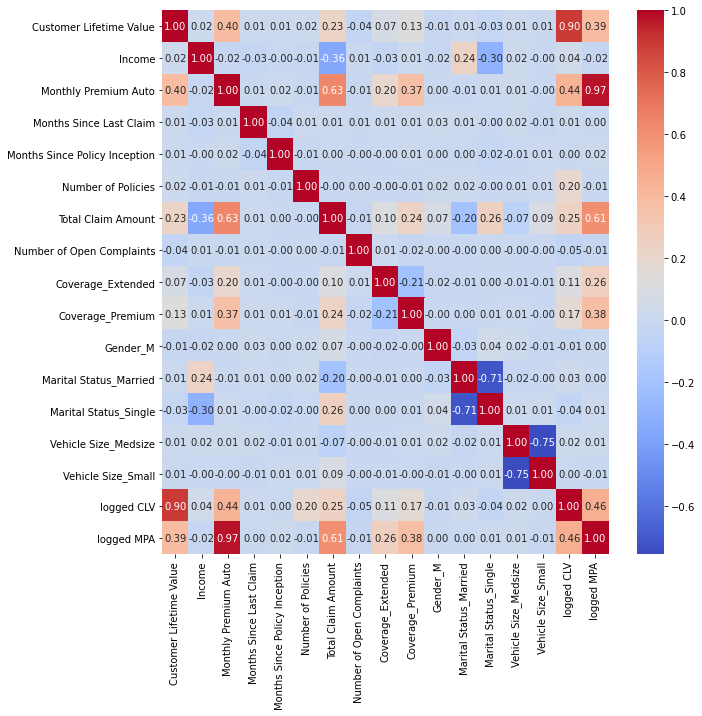 Customer Lifetime Value 1.00 0.02 0.40 0.01 0.01 0.02 0.23 -0.04 0.07 0.13 -0.01 0.01 -0.03 0.01 0.01 0.90 0.39
Income 0.02 1.00 -0.02 -0.03 -0.00 -0.01 -0.36 0.01 -0.03 0.01 -0.02 0.24 -0.30 0.02 -0.00 0.04 -0.02
Monthly Premium Auto 0.40 -0.02 1.00 0.01 0.02 -0.01 0.63 -0.01 0.20 0.37 0.00 -0.01 0.01 0.01 -0.00 0.44 0.97
Months Since Last Claim 0.01 -0.03 0.01 1.00 -0.04 0.01 0.01 0.01 0.01 0.01 0.03 0.01 -0.00 0.02 -0.01 0.01 0.00
Months Since Policy Inception 0.01 -0.00 0.02 -0.04 1.00 -0.01 0.00 -0.00 -0.00 0.01 0.00 0.00 -0.02 -0.01 0.01 0.00 0.02
Number of Policies 0.02 -0.01 -0.01 0.01 -0.01 1.00 -0.00 0.00 -0.00 -0.01 0.02 0.02 0.00 -0.00 0.01 0.20 -0.01
Total Claim Amount 0.23 -0.36 0.63 0.01 0.00 -0.00 1.00 -0.01 0.10 0.24 0.07 -0.20 0.26 -0.07 0.09 0.25 0.61
Number of Open Complaints -0.04 0.01 -0.01 0.01 -0.00 0.00 -0.01 1.00 0.01 -0.02 -0.00 -0.00 0.00 -0.00 -0.00 -0.05 -0.01
Coverage_Extended 0.07 -0.03 0.20 0.01 -0.00 -0.00 0.10 0.01 1.00 -0.21 -0.02 -0.01 0.00 -0.01 -0.01 0.11 0.26
Coverage_Premium 0.13 0.01 0.37 0.01 0.01 -0.01 0.24 -0.02 -0.21 1.00 -0.00 0.00 0.01 0.01 -0.00 0.17 0.38
Gender_M -0.01 -0.02 0.00 0.03 0.00 0.02 0.07 -0.00 -0.02 -0.00 1.00 -0.03 0.04 0.02 -0.01 -0.01 0.00
Marital Status_Married 0.01 0.24 -0.01 0.01 0.00 0.02 -0.20 -0.00 -0.01 0.00 -0.03 1.00 -0.71 -0.02 -0.00 0.03 0.00
Marital Status_Single -0.03 -0.30 0.01 -0.00 -0.02 0.00 0.26 0.00 0.00 0.01 0.04 -0.71 1.00 0.01 0.01 -0.04 0.01
Vehicle Size_Medsize 0.01 0.02 0.01 0.02 -0.01 -0.00 -0.07 -0.00 -0.01 0.01 0.02 -0.02 0.01 1.00 -0.75 0.02 0.01
Vehicle Size_Small 0.01 -0.00 -0.00 -0.01 0.01 0.01 0.09 -0.00 -0.01 -0.00 -0.01 -0.00 0.01 -0.75 1.00 0.00 -0.01
logged CLV 0.90 0.04 0.44 0.01 0.00 0.20 0.25 -0.05 0.11 0.17 -0.01 0.03 -0.04 0.02 0.00 1.00 0.46
logged MPA 0.39 -0.02 0.97 0.00 0.02 -0.01 0.61 -0.01 0.26 0.38 0.00 0.00 0.01 0.01 -0.01 0.46 1.00
Customer Lifetime Value
Income
Monthly Premium Auto
Months Since Last Claim
Months Since Policy Inception
Number of Policies
Total Claim Amount
Number of Open Complaints
Coverage_Extended
Coverage_Premium
Gender_M
Marital Status_Married
Marital Status_Single
Vehicle Size_Medsize
Vehicle Size_Small
logged CLV
logged MPA
1.0
0.8
0.6
0.4
0.2
0.0
−0.2
−0.4
−0.6